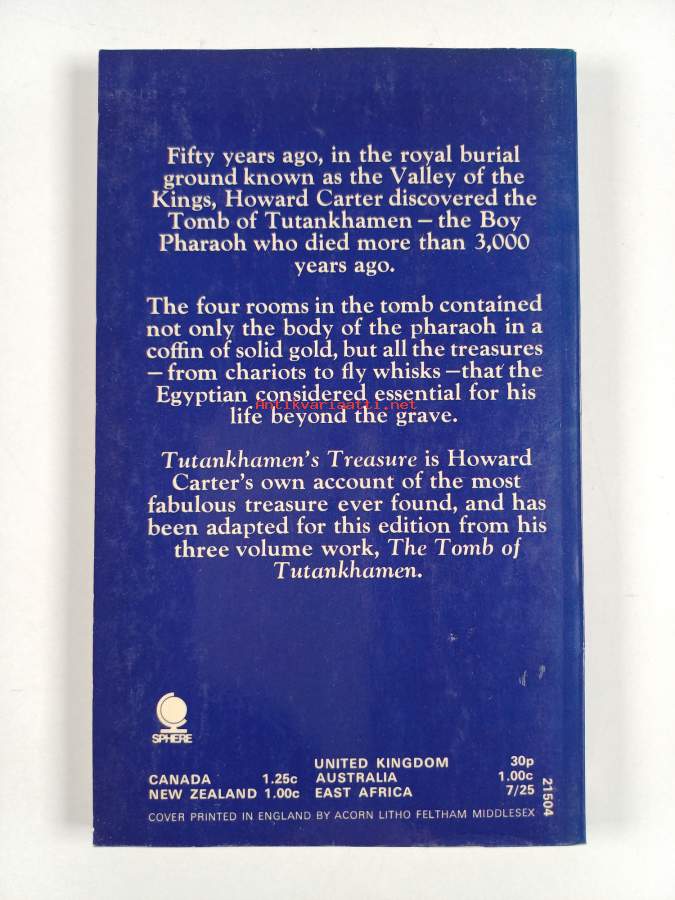 Fifty years ago, in the royal burial
ground known as the Valley of the
Kings, Howard Carter discovered the
Tomb of Tutankhamen – the Boy
Pharaoh who died more than 3,000
years ago.
The four rooms in the tomb contained
not only the body of the pharaoh in a
coffin of solid gold, but all the treasures
– from chariots to fly whisks – that the
Egyptian considered essential for his
Antikvariaatti.net
life beyond the grave.
Tutankhamen's Treasure is Howard
Carter's own account of the most
fabulous treasure ever found, and has
been adapted for this edition from his
three volume work, The Tomb of
Tutankhamen.
SPHERE
UNITED KINGDOM 30p
CANADA 1.25c AUSTRALIA 1.00c
NEW ZEALAND 1.00c EAST AFRICA 7/25
21504
COVER PRINTED IN ENGLAND BY ACORN LITHO FELTHAM MIDDLESEX